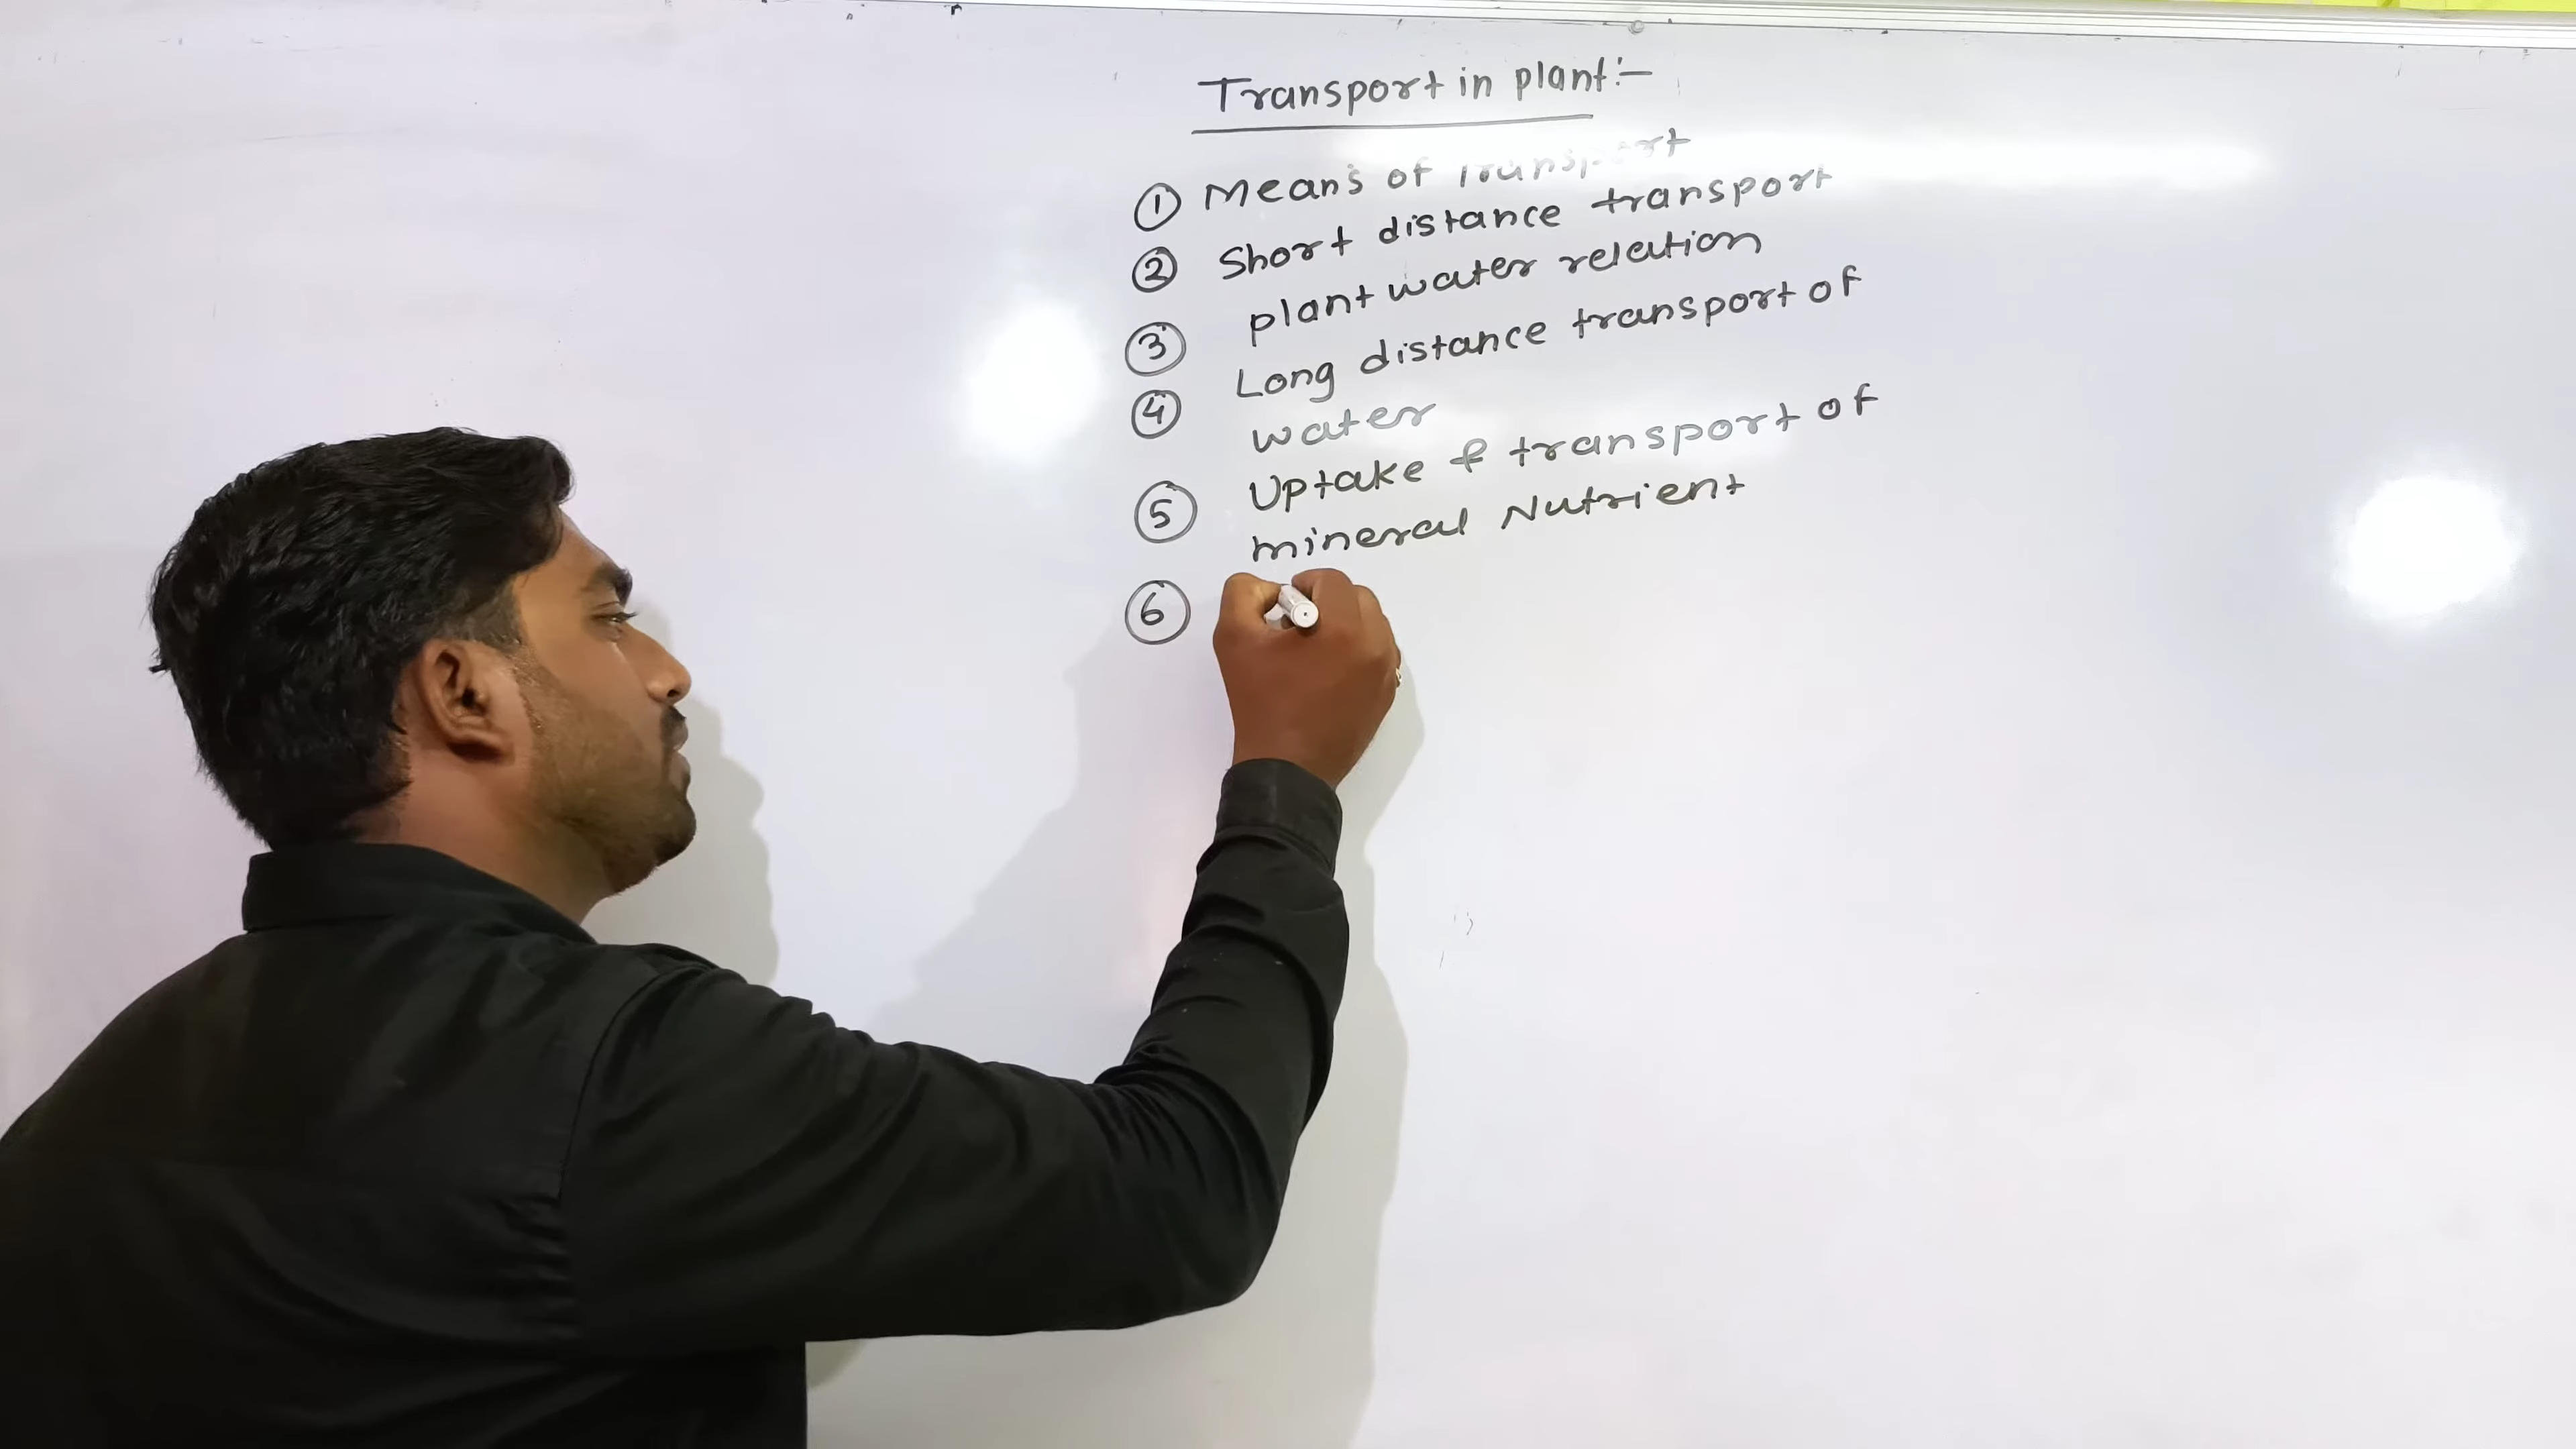 Transport in plant:-
① Means of Transport
② Short distance transport
③ plant water relation
④ Long distance transport of
water
⑤ Uptake & transport of
mineral Nutrient
⑥